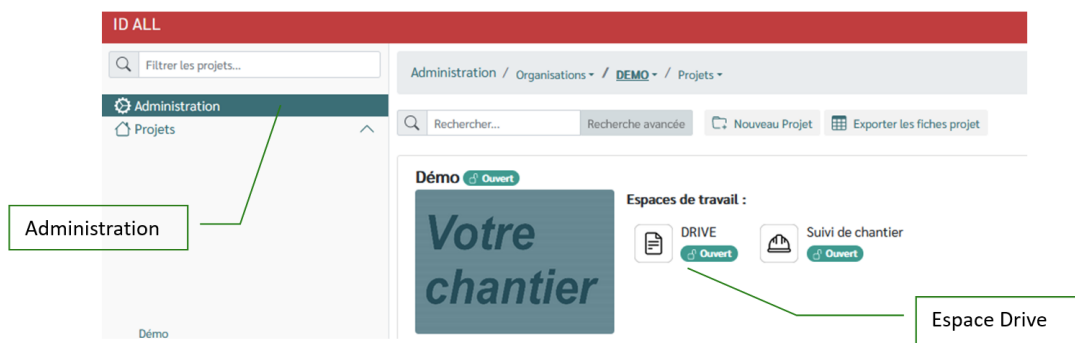 ID ALL
Filtrer les projets...
Administration / Organisations / DEMO / Projets
Administration
Projets
Rechercher... Recherche avancée Nouveau Projet Exporter les fiches projet
Démo Ouvert
Espaces de travail :
Votre
chantier
DRIVE
Ouvert
Suivi de chantier
Ouvert
Administration
Espace Drive
Démo